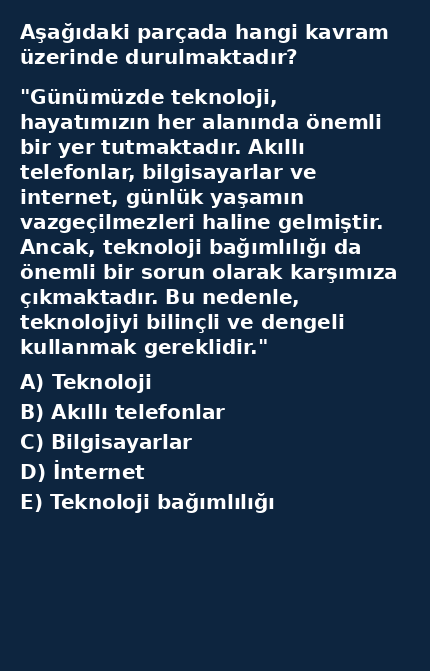 Aşağıdaki parçada hangi kavram
üzerinde durulmaktadır?
"Günümüzde teknoloji,
hayatımızın her alanında önemli
bir yer tutmaktadır. Akıllı
telefonlar, bilgisayarlar ve
internet, günlük yaşamın
vazgeçilmezleri haline gelmiştir.
Ancak, teknoloji bağımlılığı da
önemli bir sorun olarak karşımıza
çıkmaktadır. Bu nedenle,
teknolojiyi bilinçli ve dengeli
kullanmak gereklidir."
A) Teknoloji
B) Akıllı telefonlar
C) Bilgisayarlar
D) İnternet
E) Teknoloji bağımlılığı